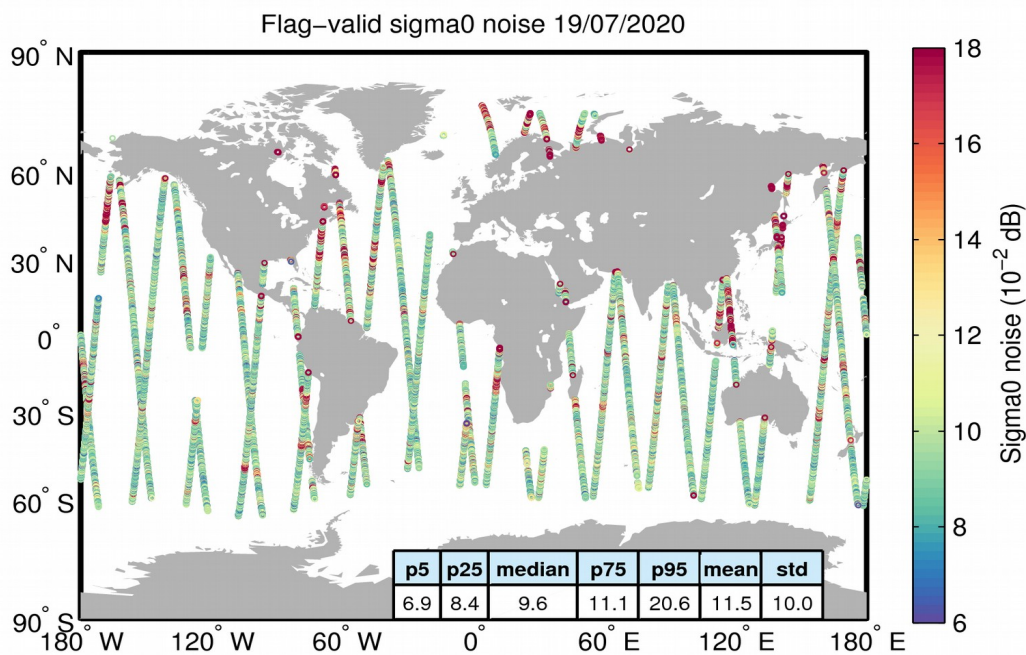 Flag−valid sigma0 noise 19/07/2020
90° N
60° N
30° N
0°
30° S
60° S
90° S
180° W 120° W 60° W 0° 60° E 120° E 180° E
p5 p25 median p75 p95 mean std
6.9 8.4 9.6 11.1 20.6 11.5 10.0
18
16
14
12
10
8
6
Sigma0 noise (10⁻² dB)